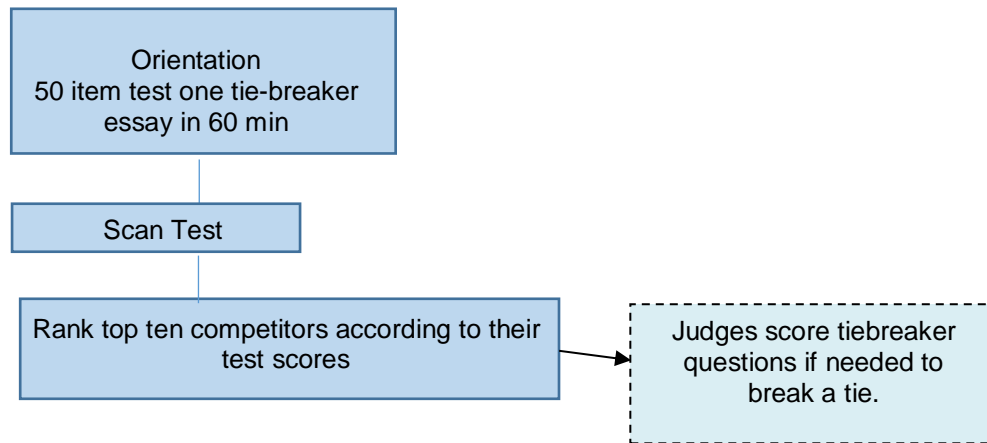 Orientation
50 item test one tie-breaker
essay in 60 min
Scan Test
Rank top ten competitors according to their
test scores
Judges score tiebreaker
questions if needed to
break a tie.